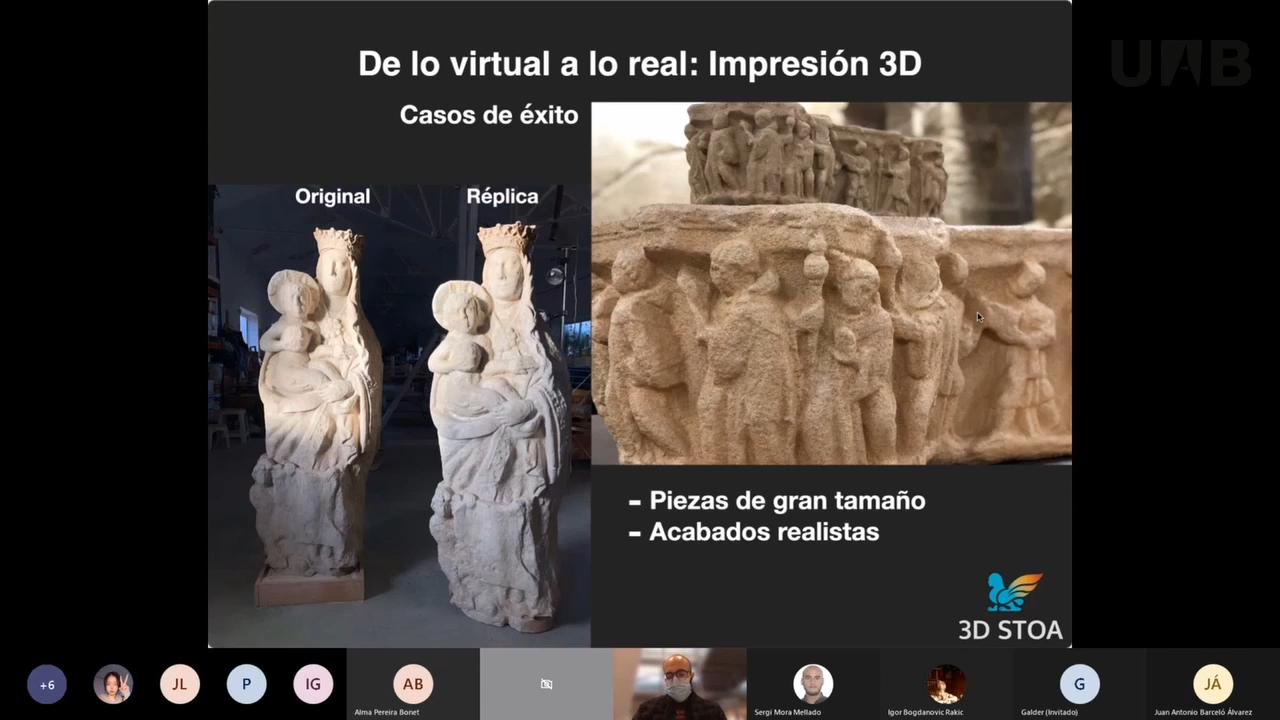 De lo virtual a lo real: Impresión 3D
UAB
Casos de éxito
Original
Réplica
- Piezas de gran tamaño
- Acabados realistas
3D STOA
+6
JL
P
IG
AB
G
JÁ
Alma Pereira Bonet
Sergi Mora Mellado
Igor Bogdanovic Rakic
Galder (Invitado)
Juan Antonio Barceló Álvarez